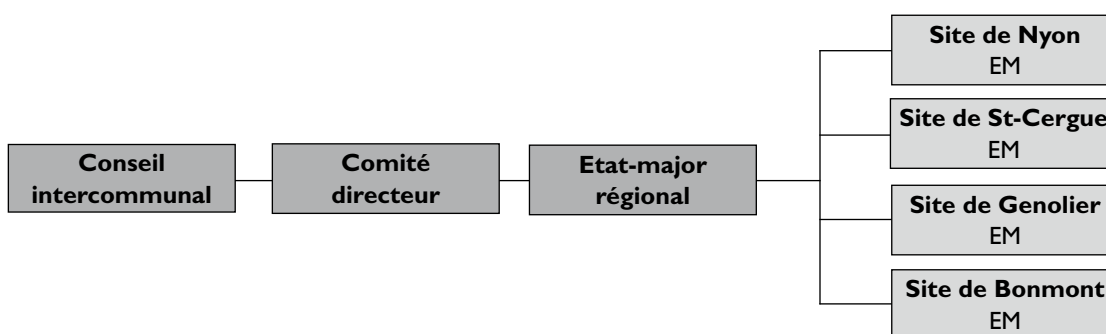 Conseil
intercommunal
Comité
directeur
Etat-major
régional
Site de Nyon
EM
Site de St-Cergue
EM
Site de Genolier
EM
Site de Bonmont
EM